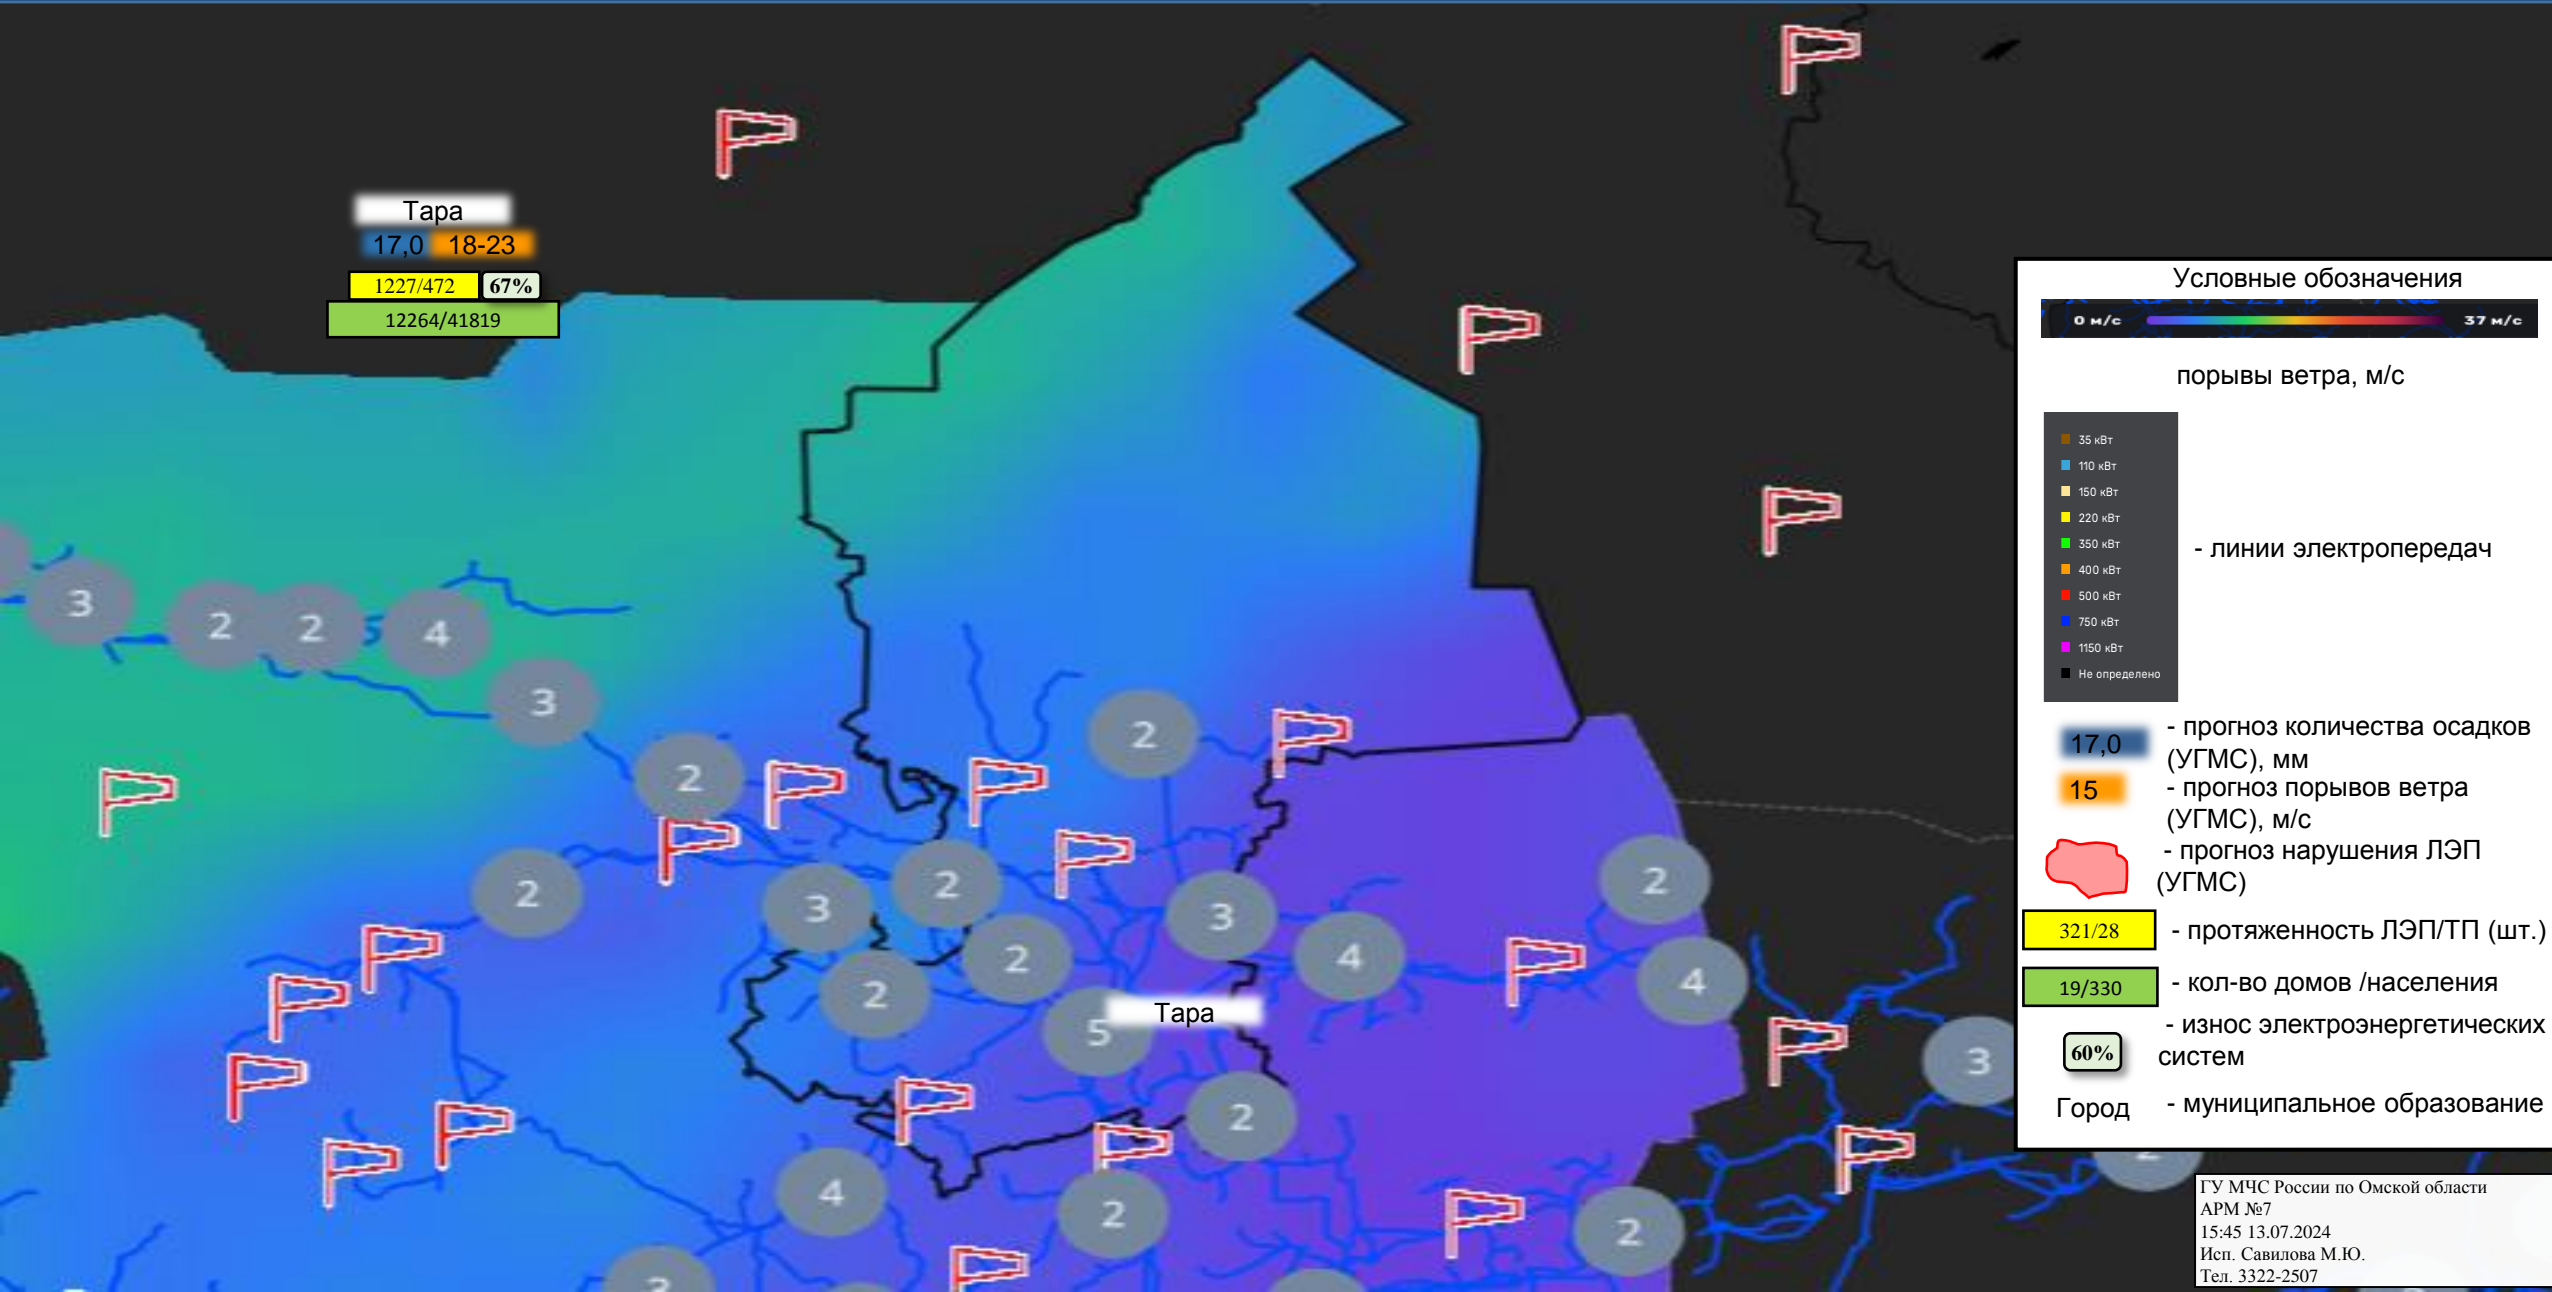 Тара
17,0 18-23
1227/472 67%
12264/41819
3
2
2
4
3
2
2
2
3
2
2
2
3
4
2
4
5
Тара
2
4
2
2
3
Условные обозначения
0 м/с 37 м/с
порывы ветра, м/с
35 кВт
110 кВт
150 кВт
220 кВт
350 кВт
400 кВт
500 кВт
750 кВт
1150 кВт
Не определено
- линии электропередач
17,0
- прогноз количества осадков
(УГМС), мм
15
- прогноз порывов ветра
(УГМС), м/с
- прогноз нарушения ЛЭП
(УГМС)
321/28 - протяженность ЛЭП/ТП (шт.)
19/330 - кол-во домов /населения
60%
- износ электроэнергетических
систем
Город - муниципальное образование
ГУ МЧС России по Омской области
АРМ №7
15:45 13.07.2024
Исп. Савилова М.Ю.
Тел. 3322-2507